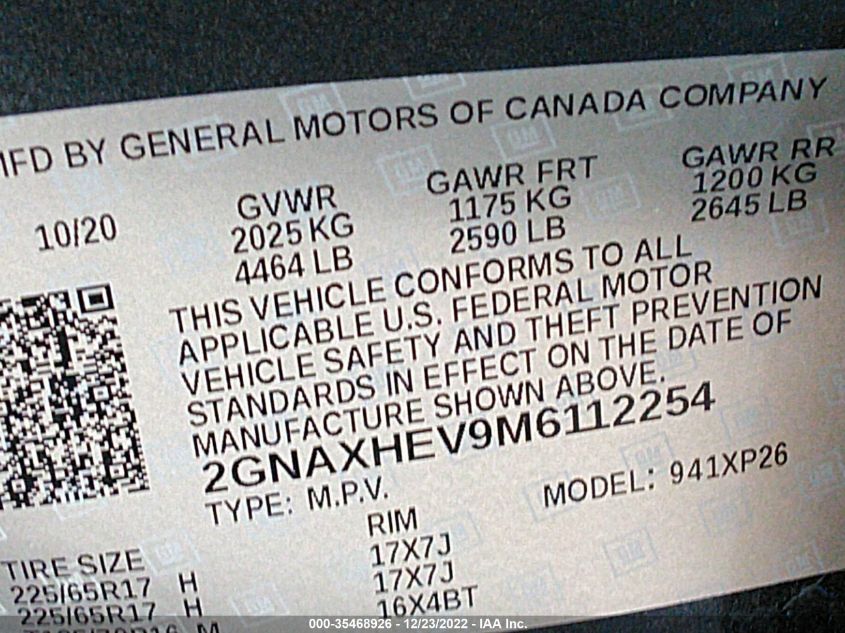 MFD BY GENERAL MOTORS OF CANADA COMPANY
10/20 GVWR GAWR FRT GAWR RR
2025 KG 1175 KG 1200 KG
4464 LB 2590 LB 2645 LB
THIS VEHICLE CONFORMS TO ALL
APPLICABLE U.S. FEDERAL MOTOR
VEHICLE SAFETY AND THEFT PREVENTION
STANDARDS IN EFFECT ON THE DATE OF
MANUFACTURE SHOWN ABOVE.
2GNAXHEV9M6112254
TYPE: M.P.V. MODEL: 941XP26
TIRE SIZE RIM
225/65R17 H 17X7J
225/65R17 H 17X7J
M 16X4BT
000-35468926 - 12/23/2022 - IAA Inc.